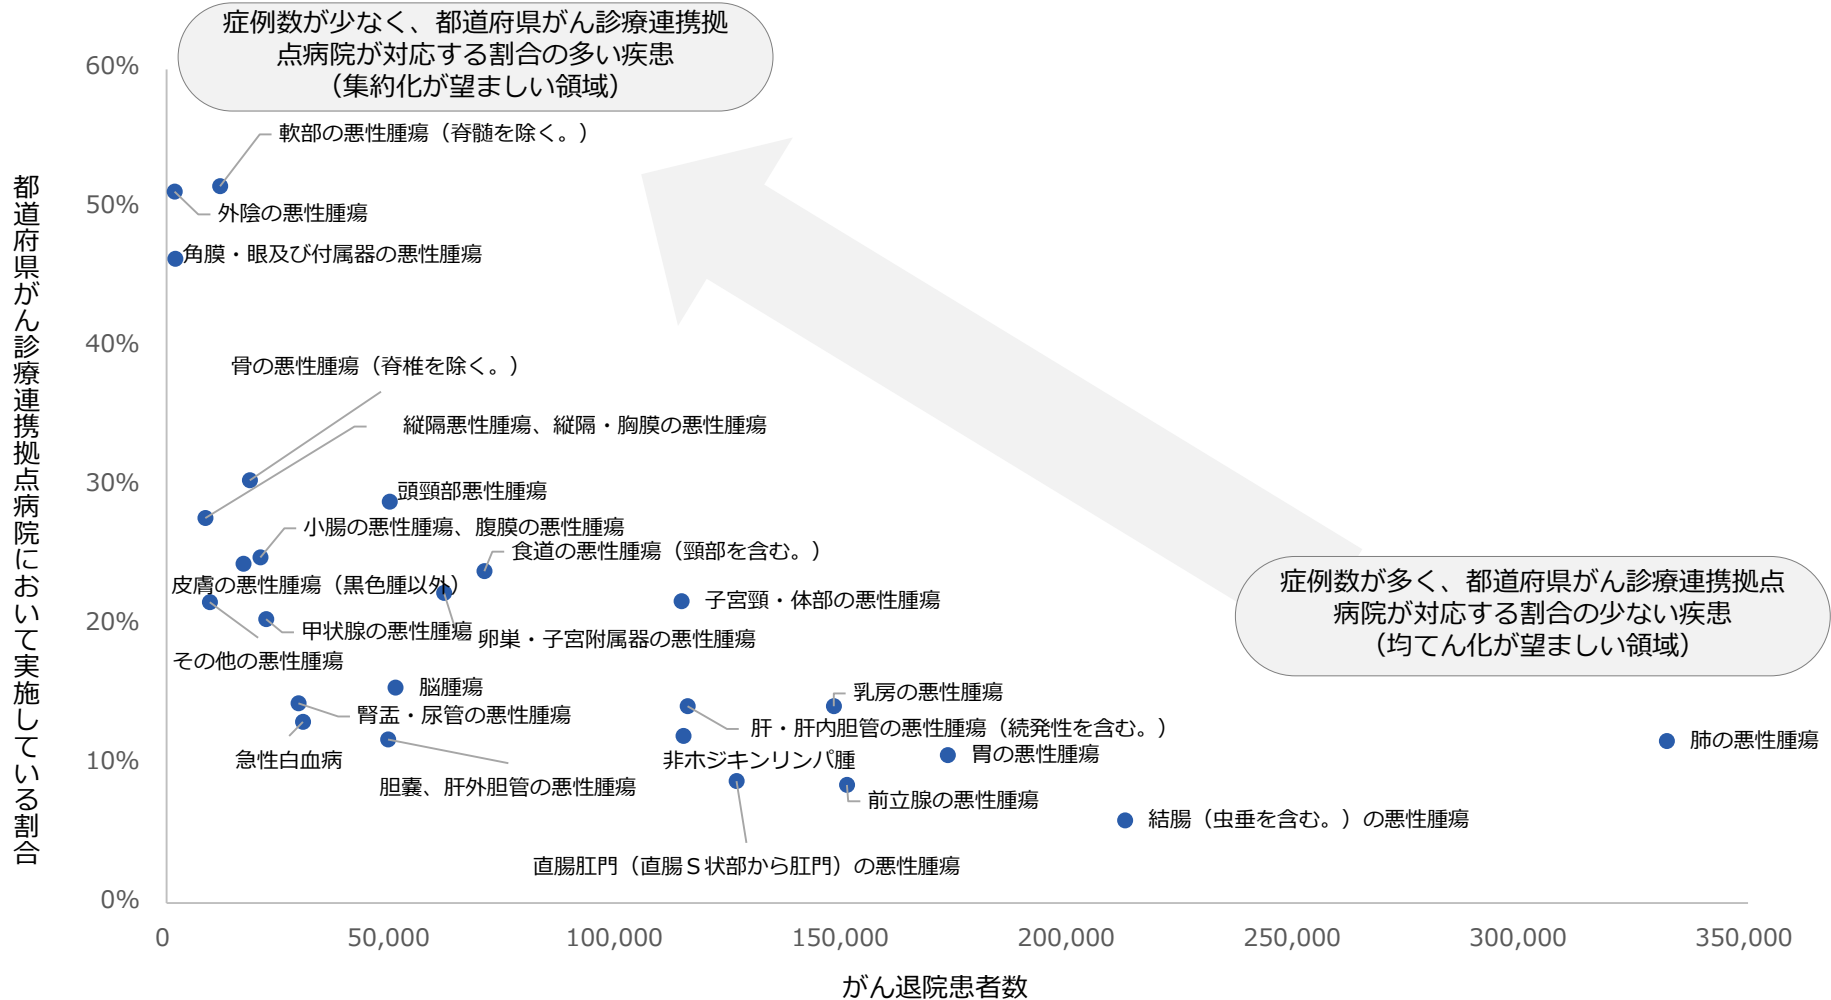 症例数が少なく、都道府県がん診療連携拠
点病院が対応する割合の多い疾患
（集約化が望ましい領域）
60%
軟部の悪性腫瘍（脊髄を除く。）
50%
外陰の悪性腫瘍
角膜・眼及び付属器の悪性腫瘍
都道府県がん診療連携拠点病院において実施している割合
40%
骨の悪性腫瘍（脊椎を除く。）
縦隔悪性腫瘍、縦隔・胸膜の悪性腫瘍
30%
頭頸部悪性腫瘍
小腸の悪性腫瘍、腹膜の悪性腫瘍
食道の悪性腫瘍（頸部を含む。）
皮膚の悪性腫瘍（黒色腫以外）
子宮頸・体部の悪性腫瘍
症例数が多く、都道府県がん診療連携拠点
病院が対応する割合の少ない疾患
（均てん化が望ましい領域）
20%
甲状腺の悪性腫瘍
卵巣・子宮附属器の悪性腫瘍
その他の悪性腫瘍
脳腫瘍
乳房の悪性腫瘍
腎盂・尿管の悪性腫瘍
肝・肝内胆管の悪性腫瘍（続発性を含む。）
肺の悪性腫瘍
急性白血病
非ホジキンリンパ腫
胃の悪性腫瘍
10%
胆嚢、肝外胆管の悪性腫瘍
前立腺の悪性腫瘍
結腸（虫垂を含む。）の悪性腫瘍
直腸肛門（直腸Ｓ状部から肛門）の悪性腫瘍
0%
0
50,000
100,000
150,000
200,000
250,000
300,000
350,000
がん退院患者数